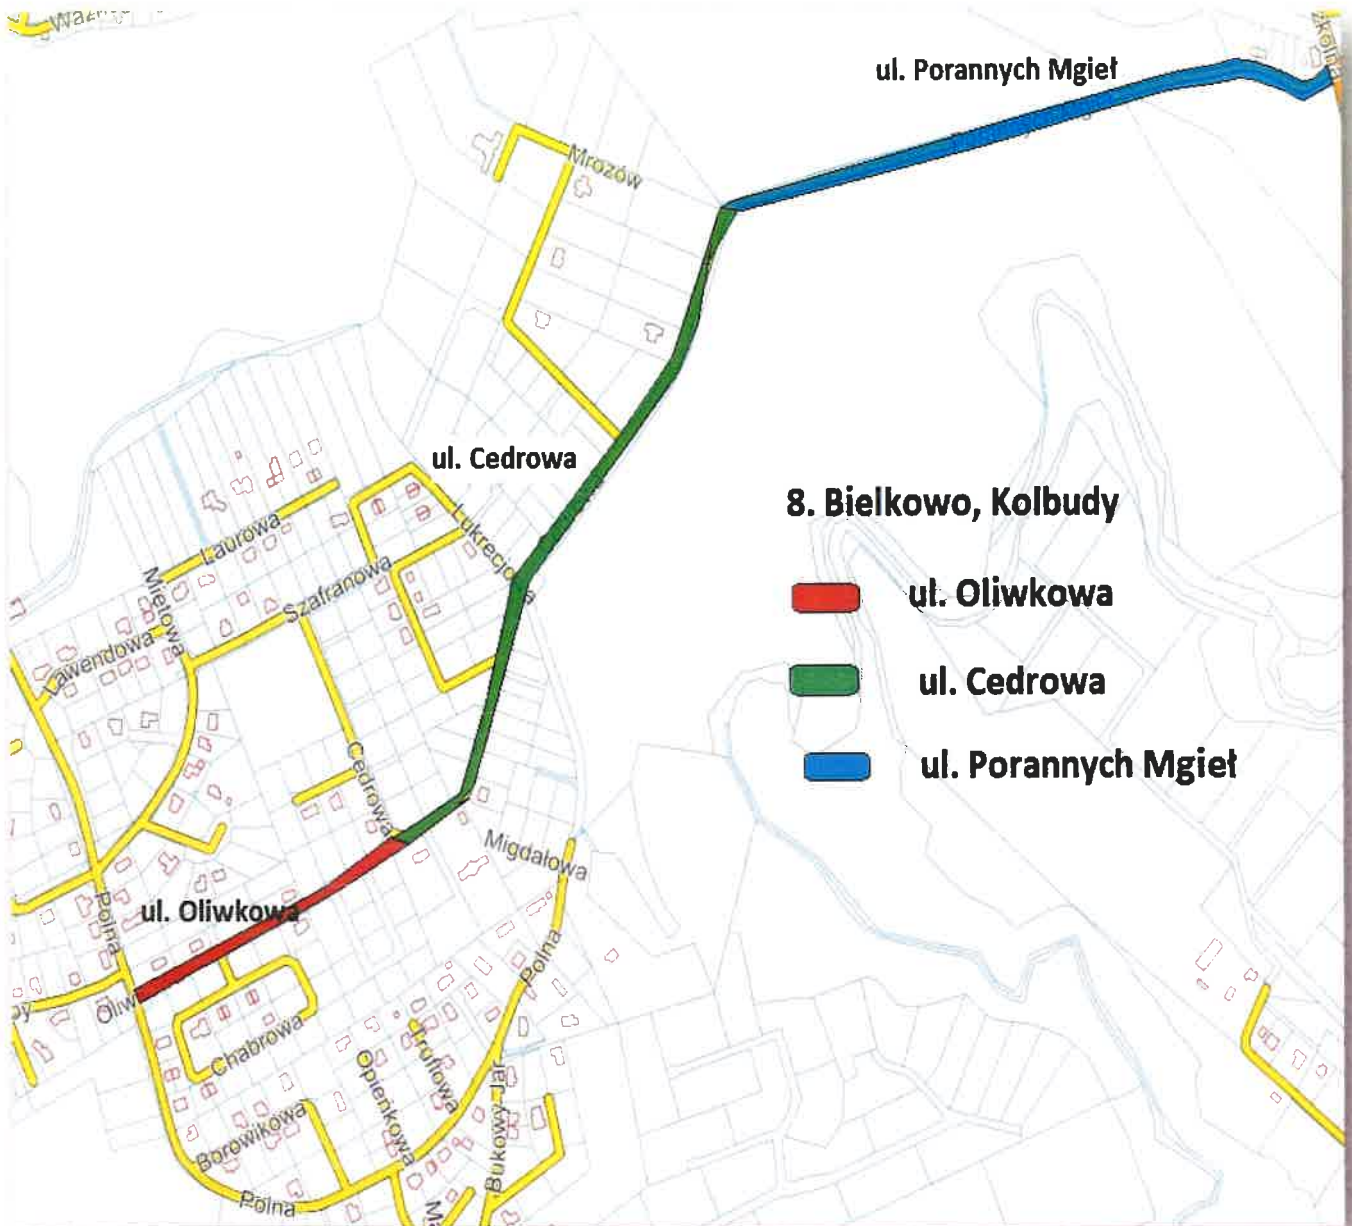 ul. Porannych Mgieł
Mrozów
ul. Cedrowa
8. Bielkowo, Kolbudy
Laurowa
Szafranowa
Miętowa
Lawendowa
ul. Oliwkowa
ul. Cedrowa
ul. Porannych Mgieł
Cedrowa
Migdałowa
Polna
ul. Oliwkowa
Polna
Oliw
Chabrowa
Truflowa
Opieńkowa
Bukowy Jar
Borowikowa
Polna